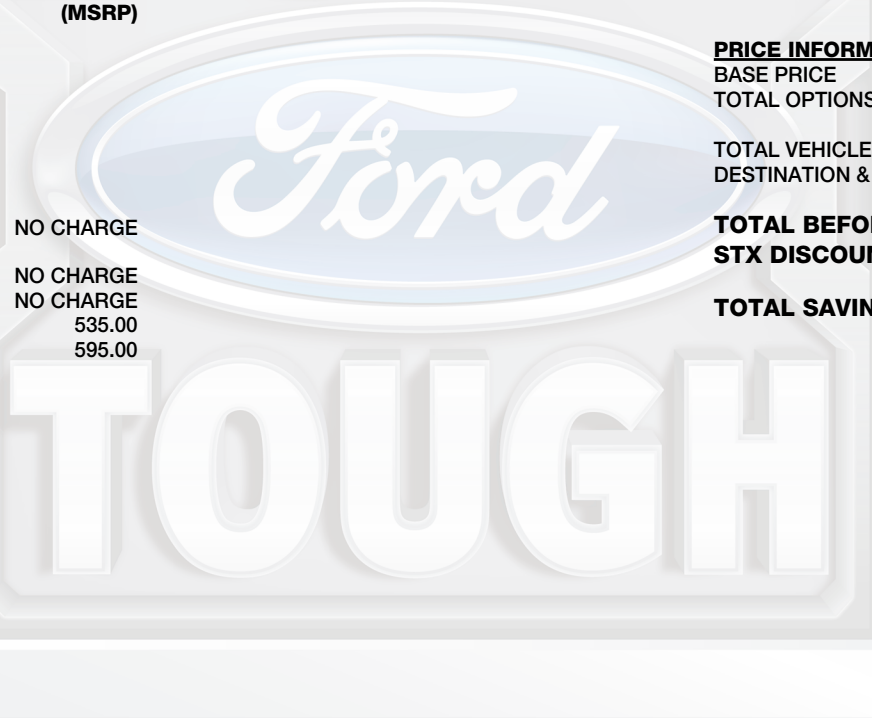 (MSRP)
NO CHARGE
NO CHARGE
NO CHARGE
535.00
595.00
PRICE INFORM
BASE PRICE
TOTAL OPTIONS
TOTAL VEHICLE
DESTINATION &
TOTAL BEFO
STX DISCOU
TOTAL SAVIN
Ford
TOUGH